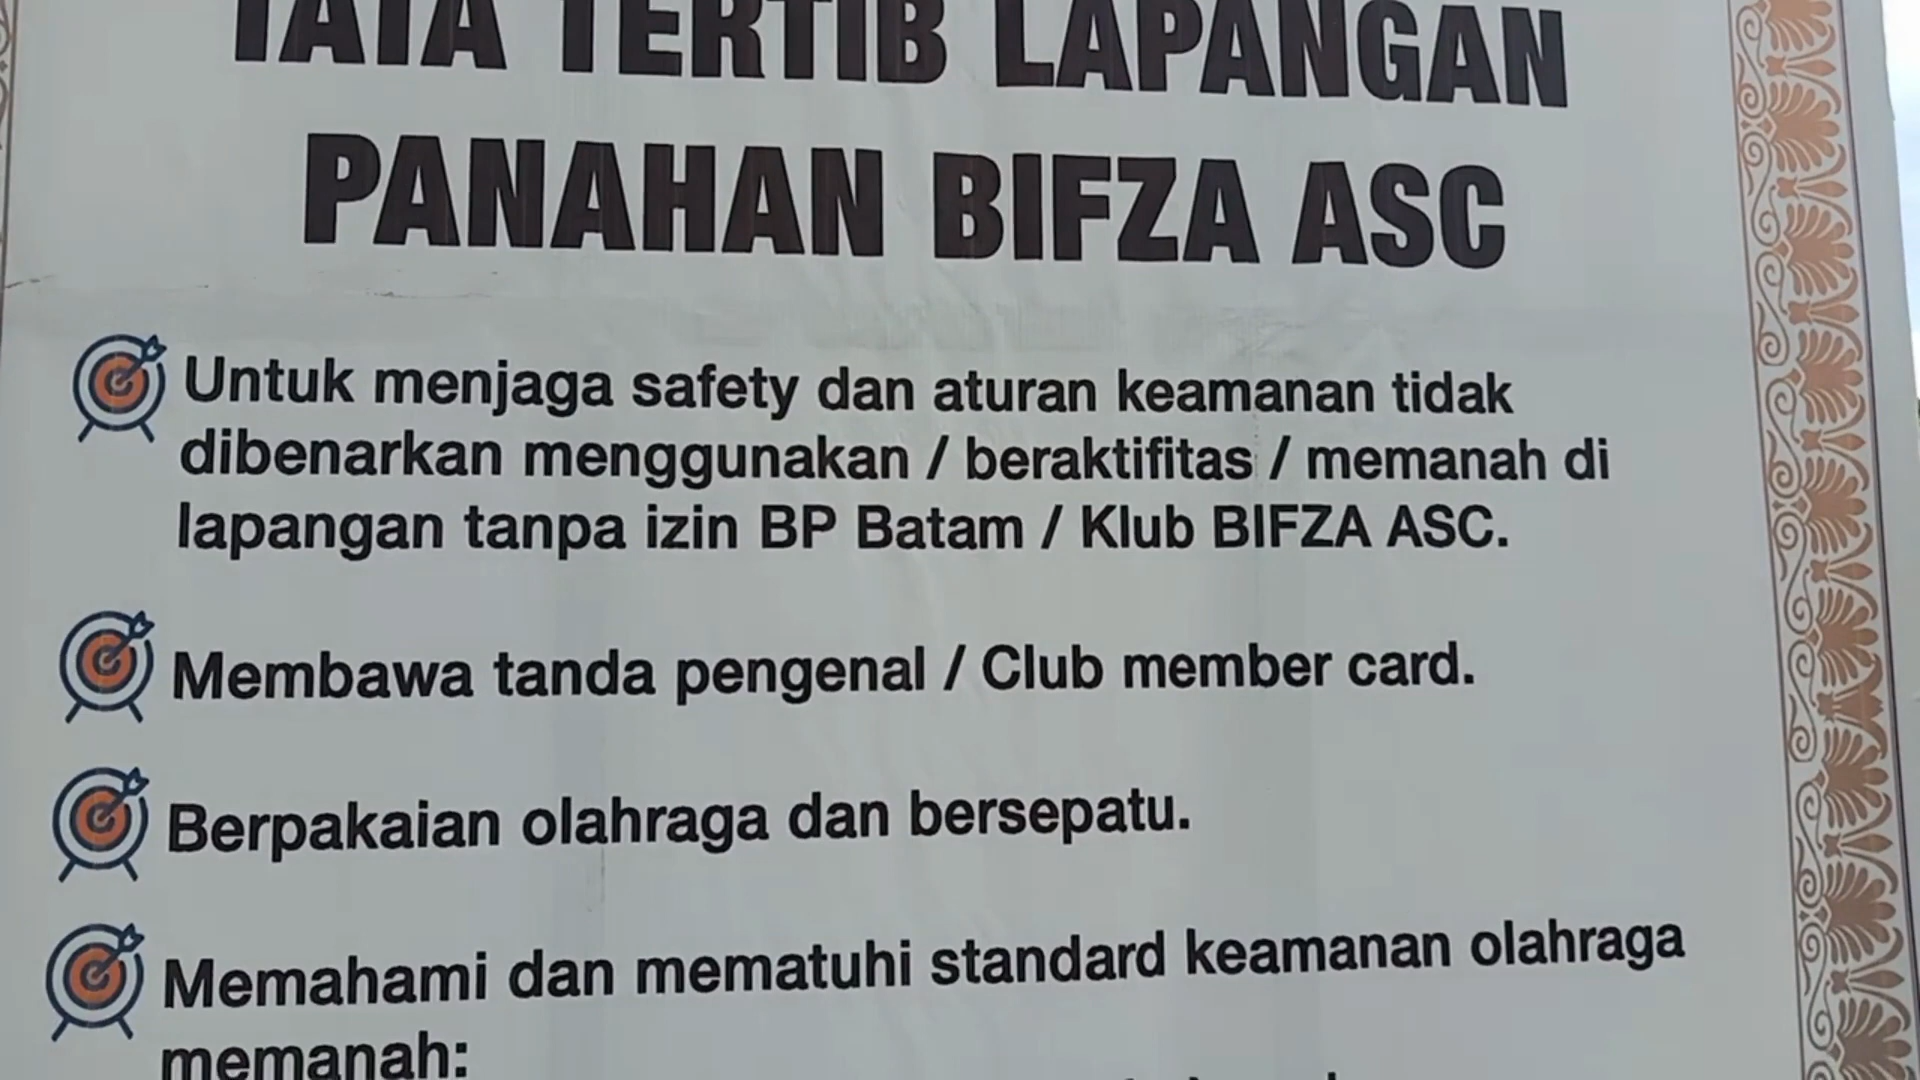 TATA TERTIB LAPANGAN
PANAHAN BIFZA ASC
Untuk menjaga safety dan aturan keamanan tidak
dibenarkan menggunakan / beraktifitas / memanah di
lapangan tanpa izin BP Batam / Klub BIFZA ASC.
Membawa tanda pengenal / Club member card.
Berpakaian olahraga dan bersepatu.
Memahami dan mematuhi standard keamanan olahraga
memanah: